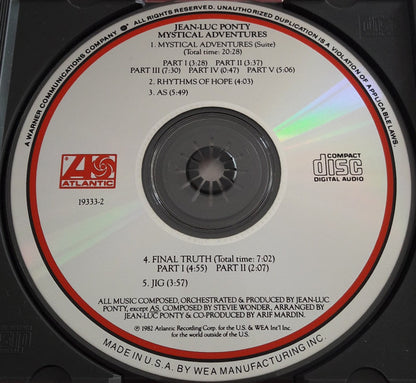 A WARNER COMMUNICATIONS COMPANY ALL RIGHTS RESERVED. UNAUTHORIZED DUPLICATION IS A VIOLATION OF APPLICABLE LAWS.
JEAN-LUC PONTY
MYSTICAL ADVENTURES
1. MYSTICAL ADVENTURES (Suite)
(Total time: 20:28)
PART I (3:28) PART II (3:37)
PART III (7:30) PART IV (0:47) PART V (5:06)
2. RHYTHMS OF HOPE (4:03)
3. AS (5:49)
ATLANTIC
19333-2
COMPACT
disc
DIGITAL AUDIO
4. FINAL TRUTH (Total time: 7:02)
PART I (4:55) PART II (2:07)
5. JIG (3:57)
ALL MUSIC COMPOSED, ORCHESTRATED & PRODUCED BY JEAN-LUC
PONTY, except AS: COMPOSED BY STEVIE WONDER, ARRANGED BY
JEAN-LUC PONTY & CO-PRODUCED BY ARIF MARDIN.
℗ 1982 Atlantic Recording Corp. for the U.S. & WEA Int'l Inc.
for the world outside of the U.S.
MADE IN U.S.A. BY WEA MANUFACTURING INC.